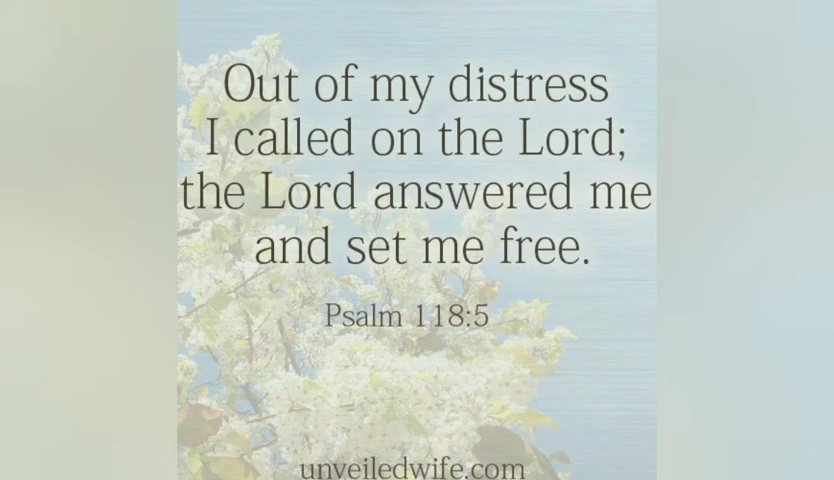 Out of my distress
I called on the Lord;
the Lord answered me
and set me free.
Psalm 118:5
unveiledwife.com